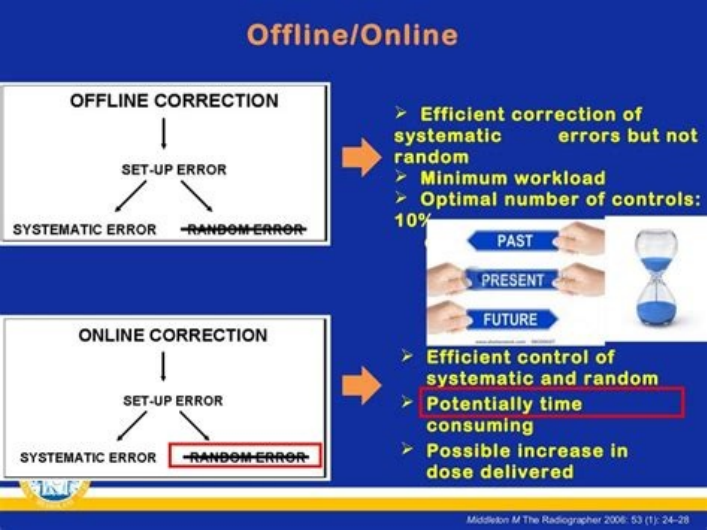 Offline/Online
OFFLINE CORRECTION
SET-UP ERROR
SYSTEMATIC ERROR RANDOM ERROR
➢ Efficient correction of
systematic errors but not
random
➢ Minimum workload
➢ Optimal number of controls:
10%
PAST
PRESENT
FUTURE
ONLINE CORRECTION
SET-UP ERROR
SYSTEMATIC ERROR RANDOM ERROR
➢ Efficient control of
systematic and random
➢ Potentially time
consuming
➢ Possible increase in
dose delivered
Middleton M The Radiographer 2006: 53 (1): 24–28